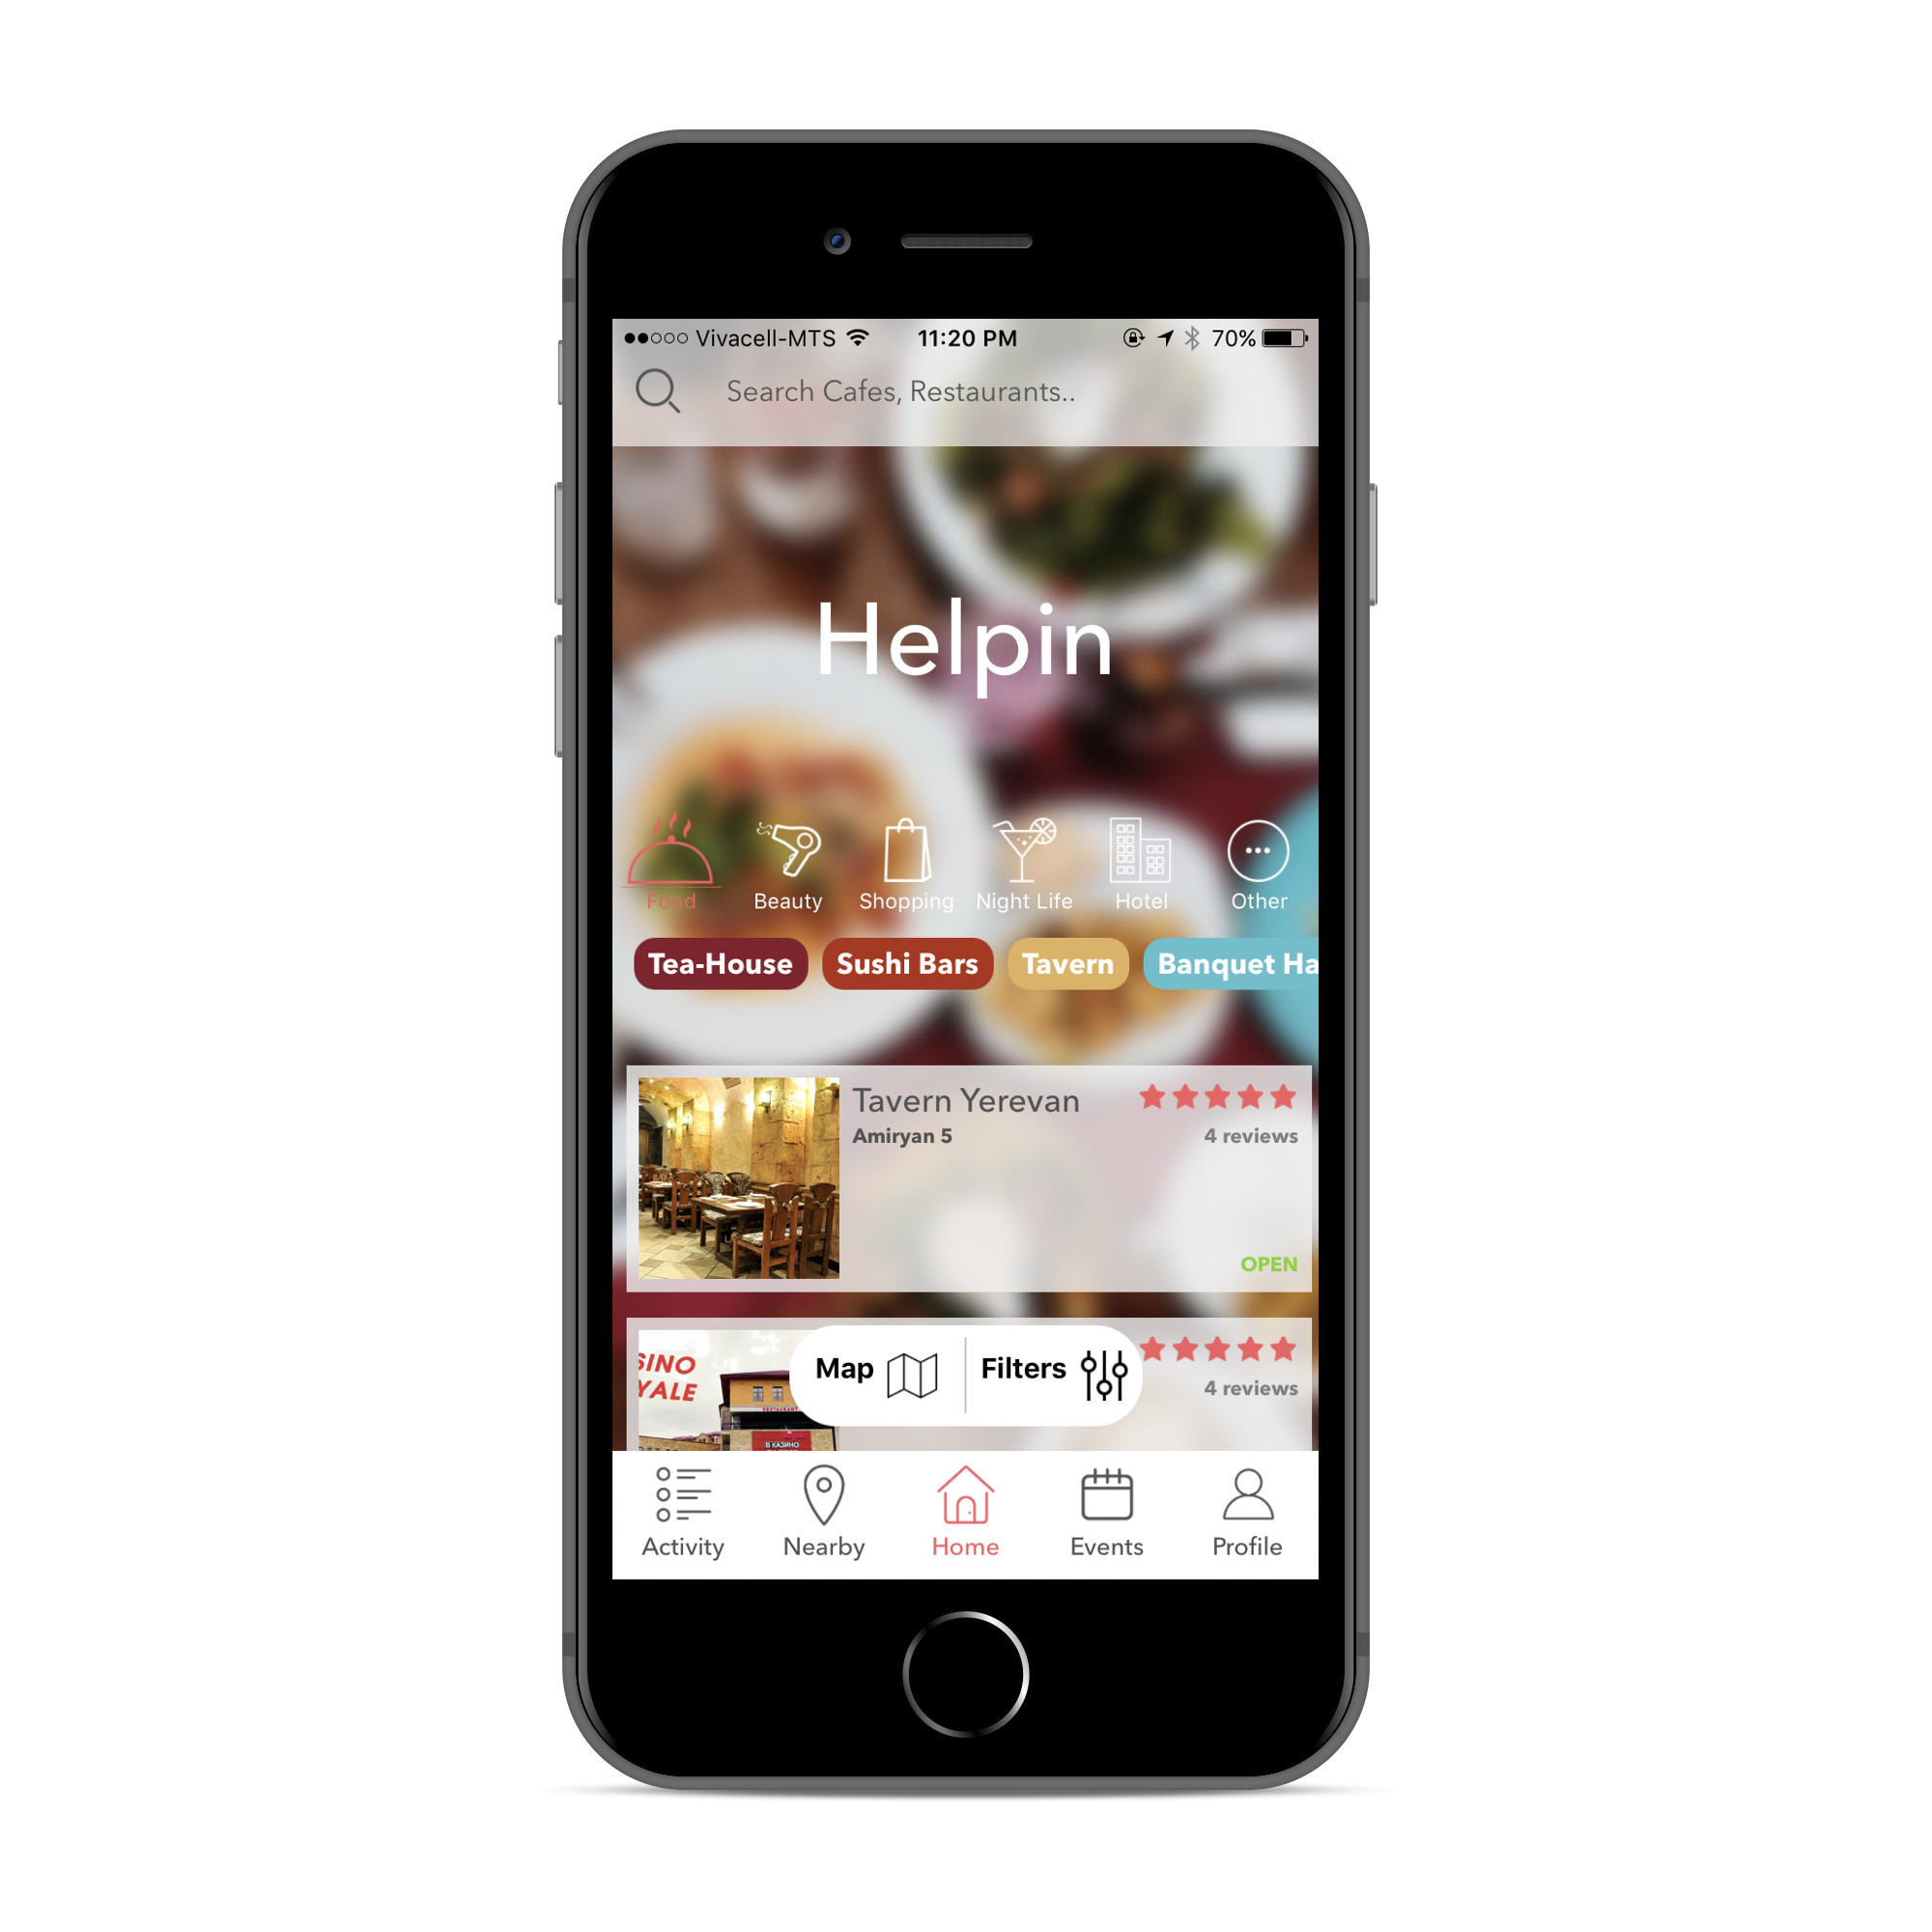 Vivacell-MTS 11:20 PM 70%
Search Cafes, Restaurants..
Helpin
Food Beauty Shopping Night Life Hotel Other
Tea-House Sushi Bars Tavern Banquet Ha
Tavern Yerevan
Amiryan 5
4 reviews
OPEN
SINO
YALE
RESTAURANT
В КАЗИНО
Map Filters
4 reviews
Activity Nearby Home Events Profile